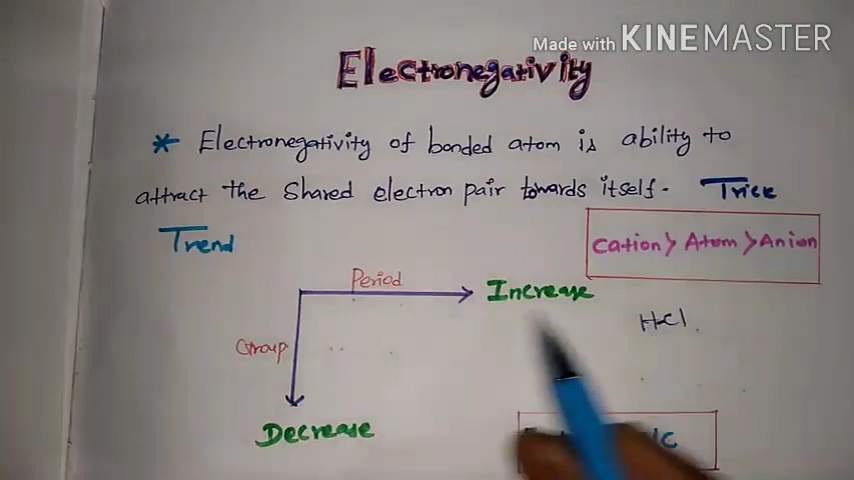 Made with KINEMASTER
Electronegativity
* Electronegativity of bonded atom is ability to
attract the shared electron pair towards itself. Trick
Trend
Cation > Atom > Anion
Period
Increase
H-Cl
Group
Decrease